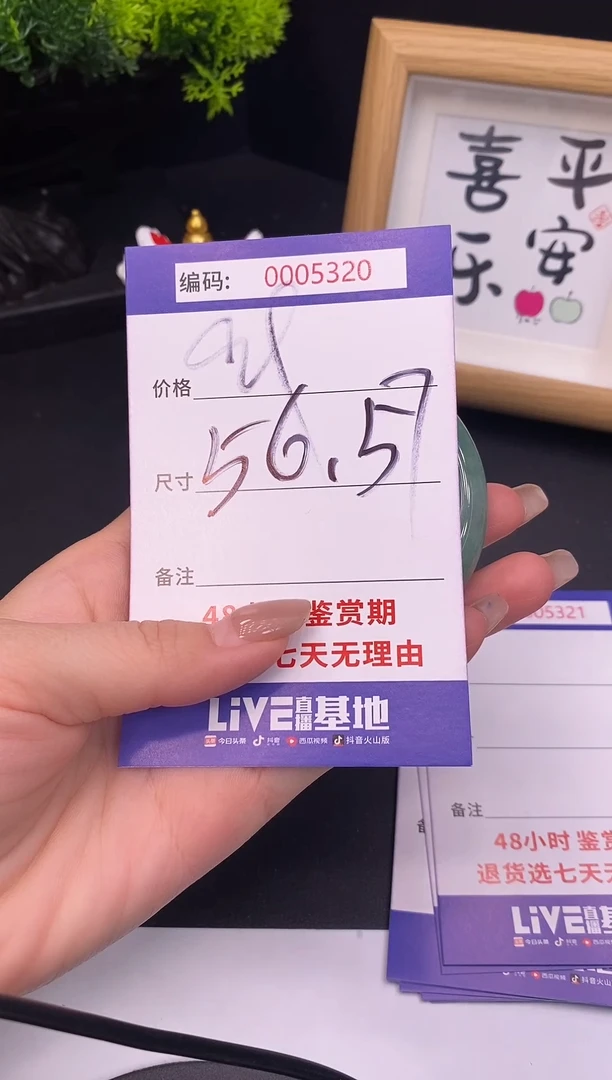 喜 平
乐 安
编码: 0005320
价格
尺寸 56.5
备注
48 鉴赏期
七天无理由
LiVE直播基地
今日头条 抖音 西瓜视频 抖音火山版
05321
备注
48小时 鉴赏
退货选七天无
LiVE直播基